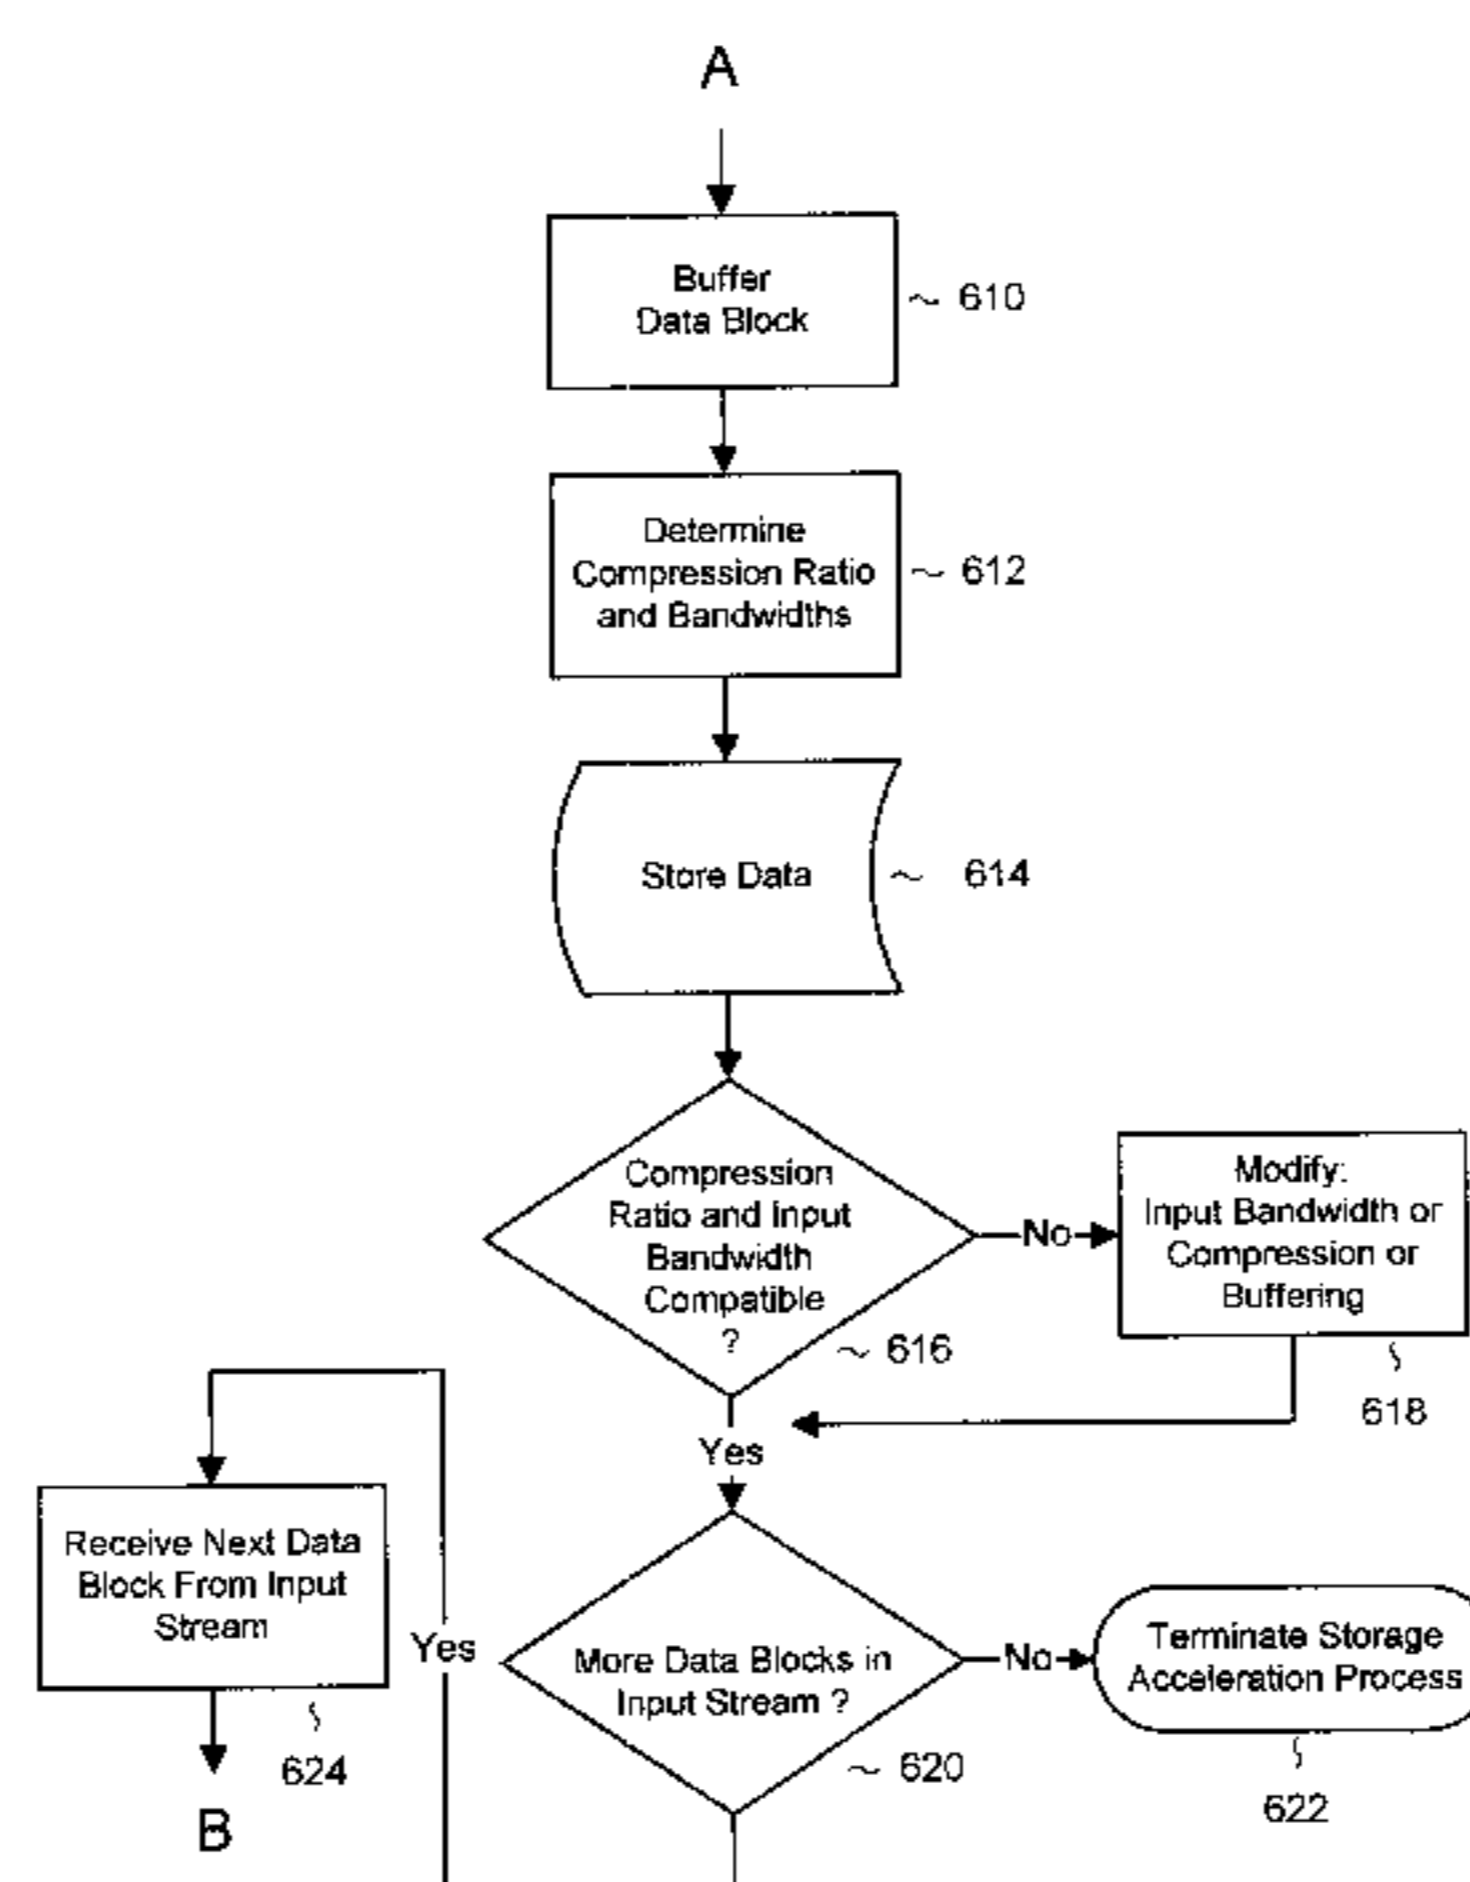 A
Buffer
Data Block
610
Determine
Compression Ratio
and Bandwidths
612
Store Data
614
Compression
Ratio and Input
Bandwidth
Compatible
?
616
No
Modify:
Input Bandwidth or
Compression or
Buffering
618
Yes
Receive Next Data
Block From Input
Stream
624
B
Yes
More Data Blocks in
Input Stream ?
620
No
Terminate Storage
Acceleration Process
622